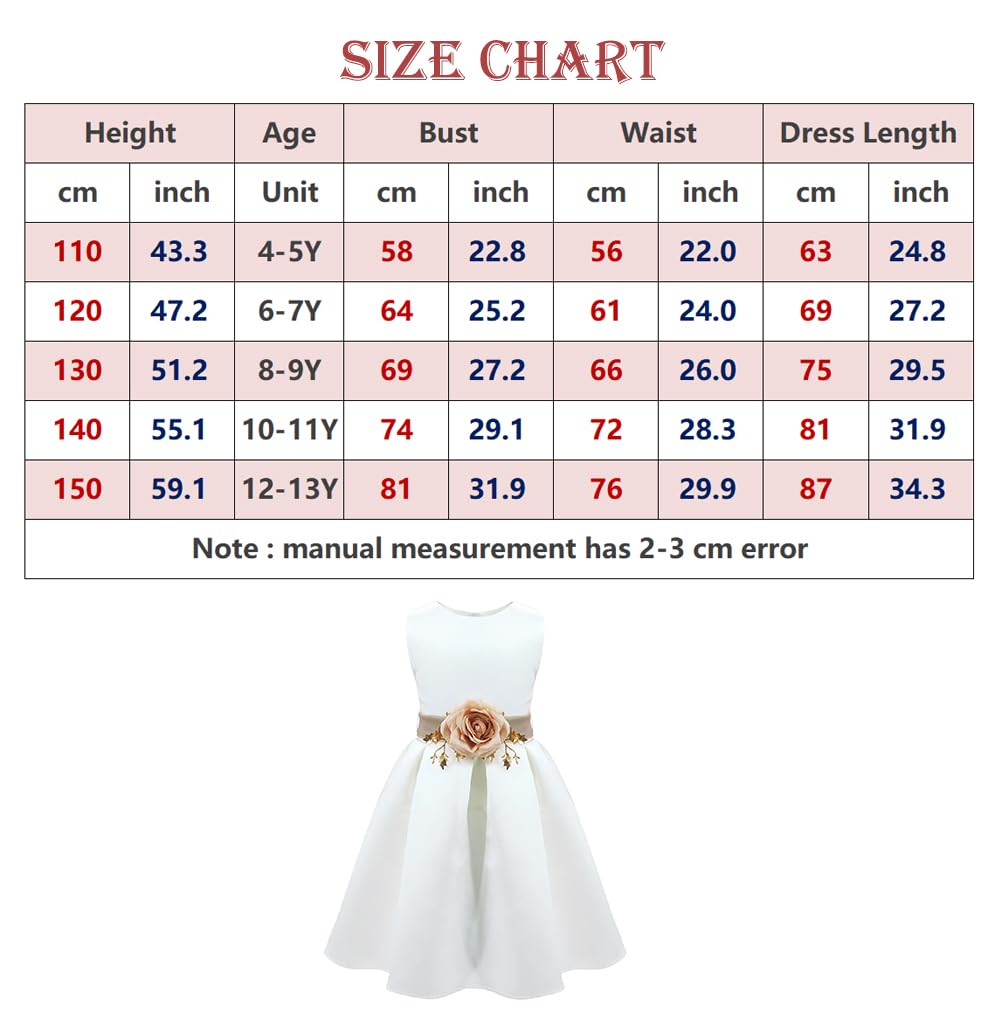 SIZE CHART
Height Age Bust Waist Dress Length
cm inch Unit cm inch cm inch cm inch
110 43.3 4-5Y 58 22.8 56 22.0 63 24.8
120 47.2 6-7Y 64 25.2 61 24.0 69 27.2
130 51.2 8-9Y 69 27.2 66 26.0 75 29.5
140 55.1 10-11Y 74 29.1 72 28.3 81 31.9
150 59.1 12-13Y 81 31.9 76 29.9 87 34.3
Note : manual measurement has 2-3 cm error